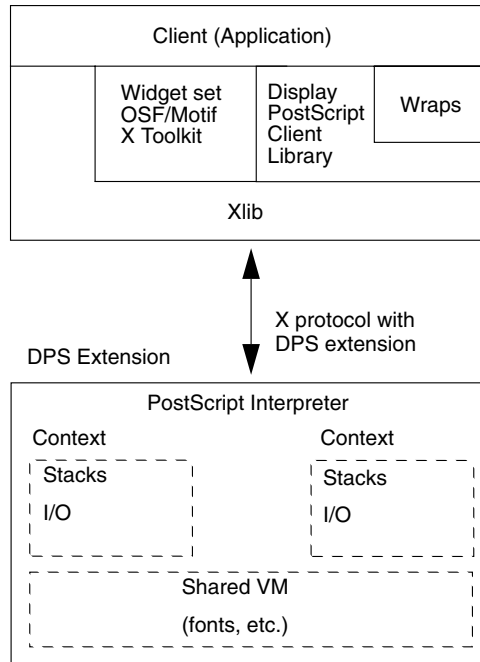 Client (Application)
Widget set
OSF/Motif
X Toolkit
Display
PostScript
Client
Library
Wraps
Xlib
X protocol with
DPS extension
DPS Extension
PostScript Interpreter
Context
Stacks
I/O
Context
Stacks
I/O
Shared VM
(fonts, etc.)